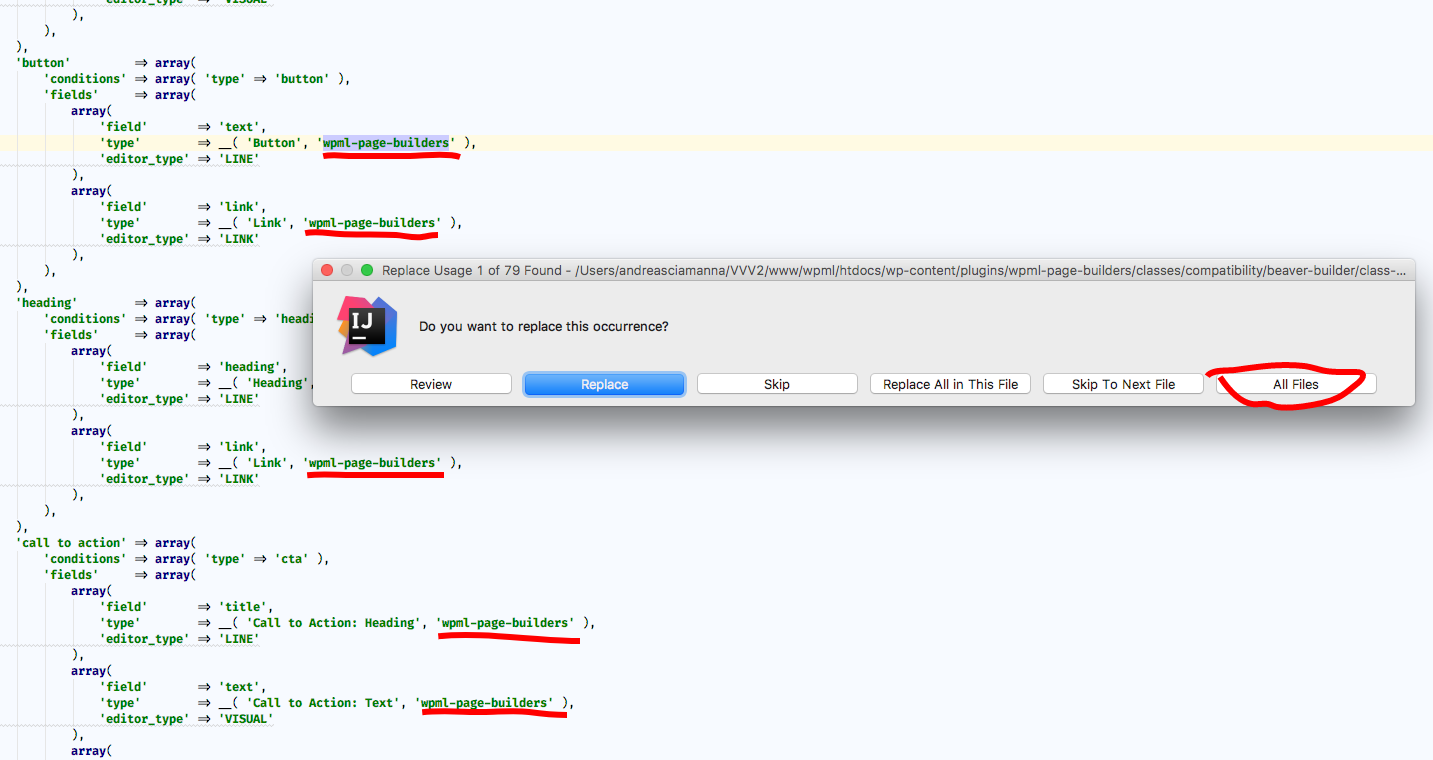 'editor_type' => 'VISUAL'
),
),
),
'button' => array(
'conditions' => array( 'type' => 'button' ),
'fields' => array(
array(
'field' => 'text',
'type' => __( 'Button', 'wpml-page-builders' ),
'editor_type' => 'LINE'
),
array(
'field' => 'link',
'type' => __( 'Link', 'wpml-page-builders' ),
'editor_type' => 'LINK'
),
),
),
'heading' => array(
'conditions' => array( 'type' => 'headi
'fields' => array(
array(
'field' => 'heading',
'type' => __( 'Heading',
'editor_type' => 'LINE'
),
array(
'field' => 'link',
'type' => __( 'Link', 'wpml-page-builders' ),
'editor_type' => 'LINK'
),
),
),
'call to action' => array(
'conditions' => array( 'type' => 'cta' ),
'fields' => array(
array(
'field' => 'title',
'type' => __( 'Call to Action: Heading', 'wpml-page-builders' ),
'editor_type' => 'LINE'
),
array(
'field' => 'text',
'type' => __( 'Call to Action: Text', 'wpml-page-builders' ),
'editor_type' => 'VISUAL'
),
array(
Replace Usage 1 of 79 Found - /Users/andreasciamanna/VVV2/www/wpml/htdocs/wp-content/plugins/wpml-page-builders/classes/compatibility/beaver-builder/class-...
IJ
Do you want to replace this occurrence?
Review Replace Skip Replace All in This File Skip To Next File All Files